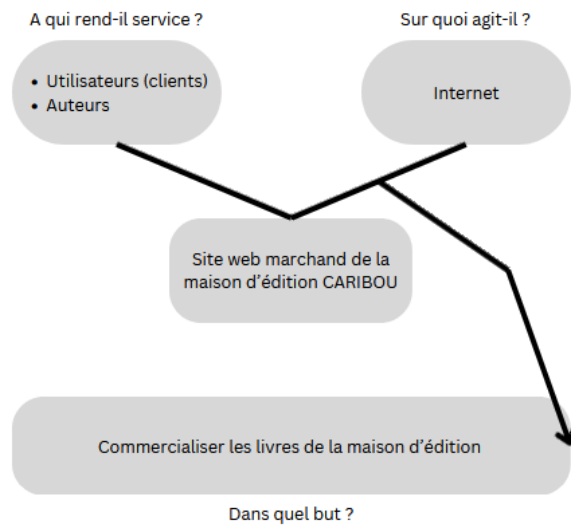 A qui rend-il service ?
Sur quoi agit-il ?
• Utilisateurs (clients)
• Auteurs
Internet
Site web marchand de la
maison d'édition CARIBOU
Commercialiser les livres de la maison d'édition
Dans quel but ?